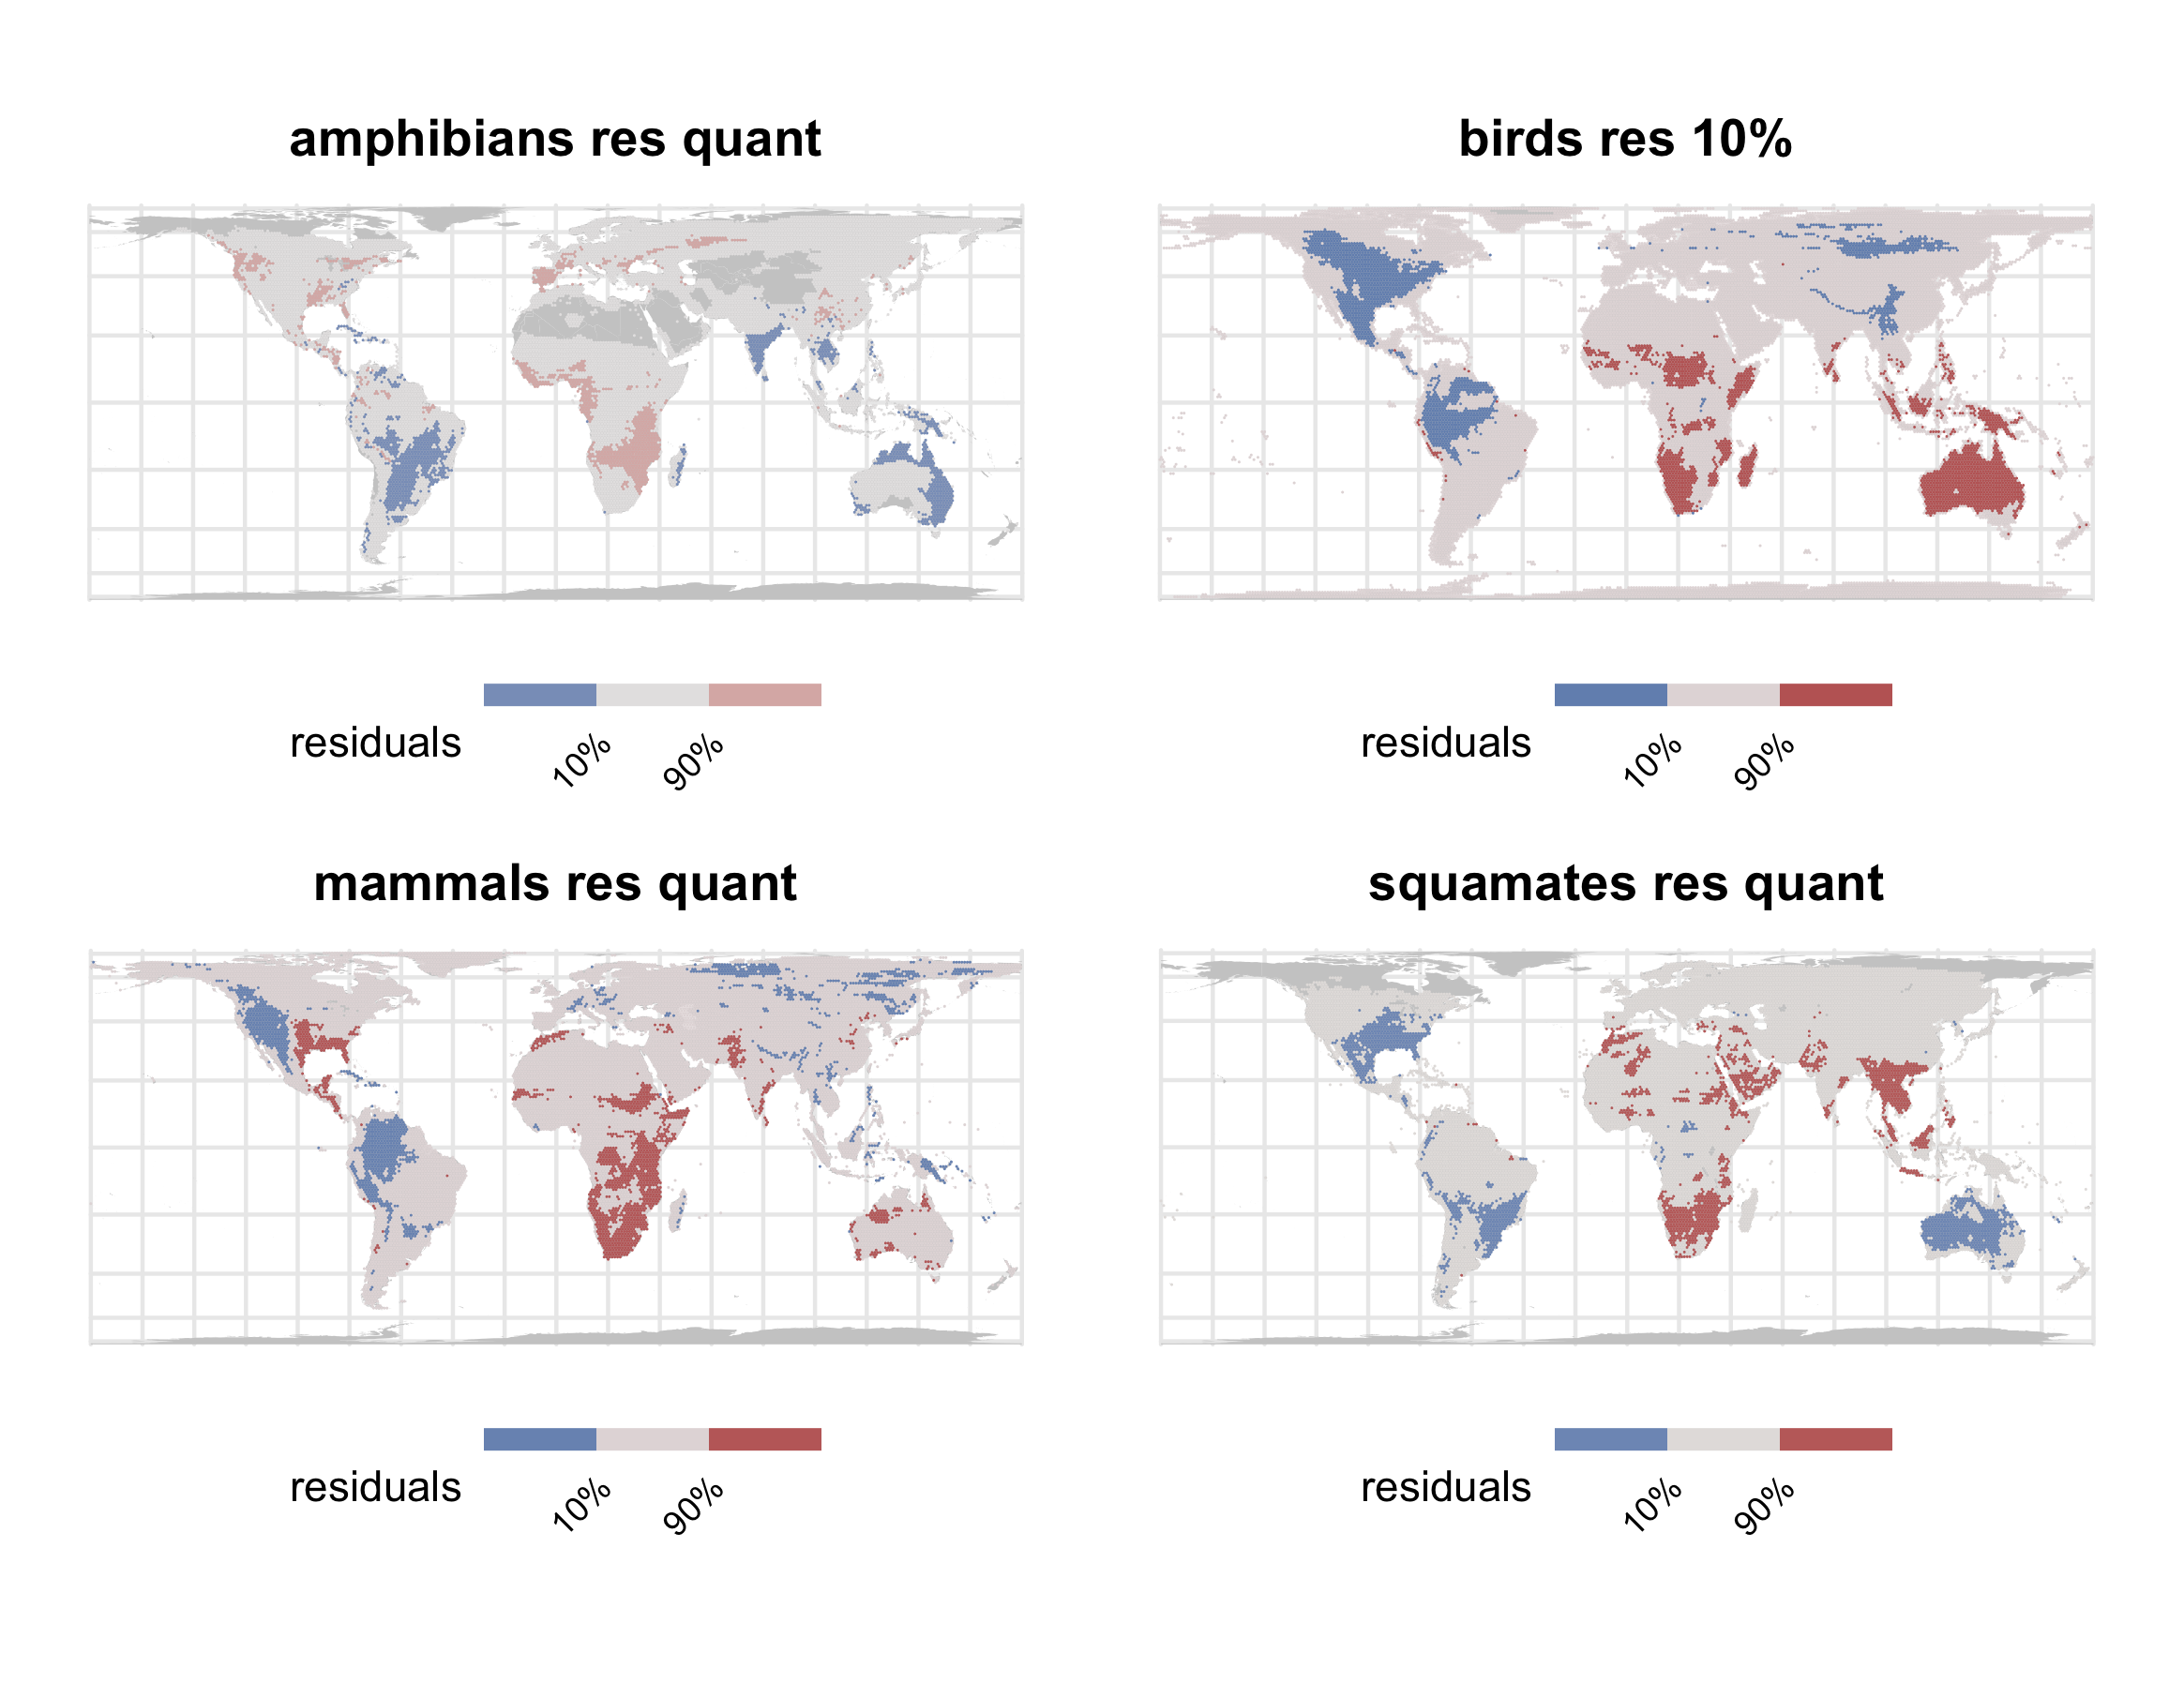 amphibians res quant
birds res 10%
residuals
10%
90%
residuals
10%
90%
mammals res quant
squamates res quant
residuals
10%
90%
residuals
10%
90%